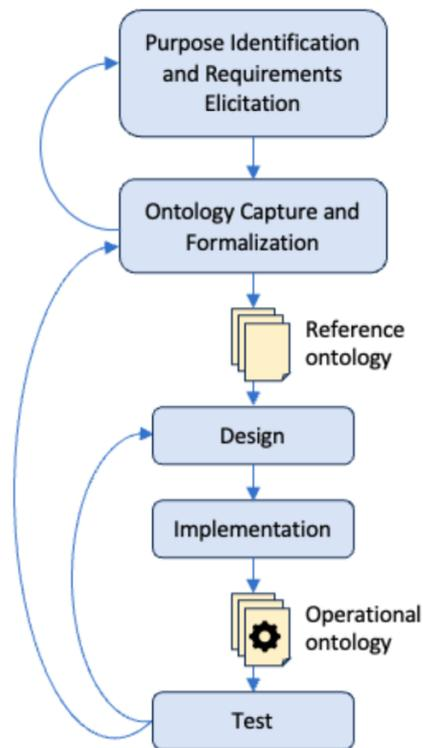 Purpose Identification
and Requirements
Elicitation
Ontology Capture and
Formalization
Reference
ontology
Design
Implementation
Operational
ontology
Test